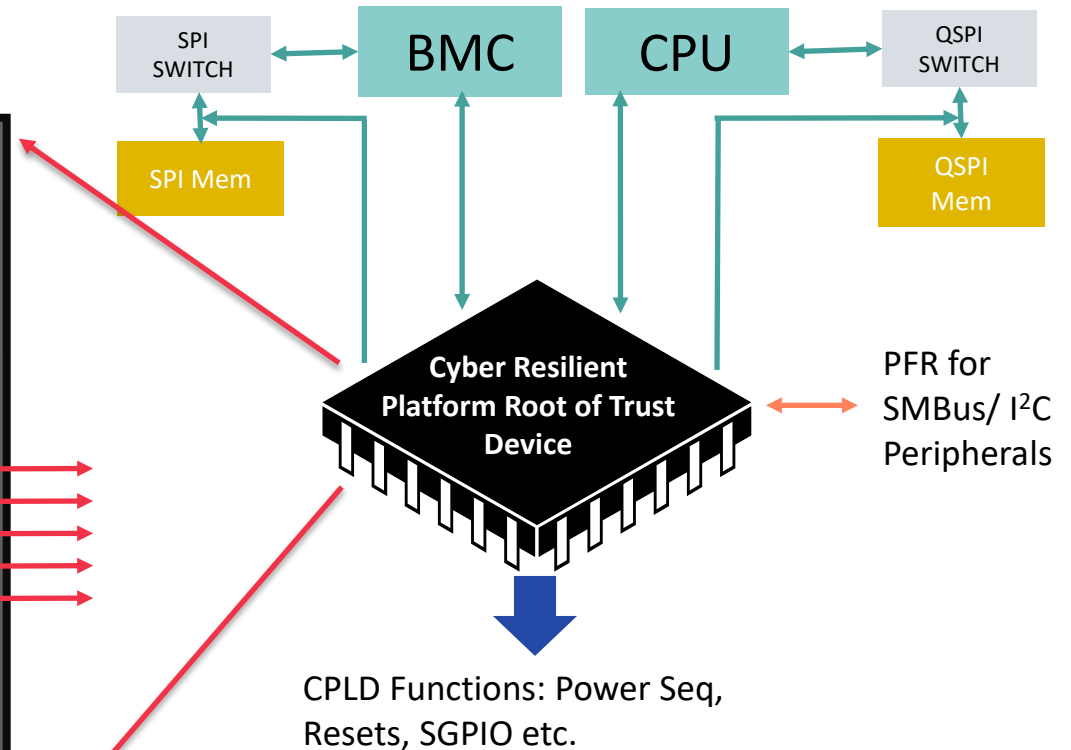 SPI
SWITCH
BMC
CPU
QSPI
SWITCH
SPI Mem
QSPI
Mem
Cyber Resilient
Platform Root of Trust
Device
PFR for
SMBus/ I²C
Peripherals
CPLD Functions: Power Seq,
Resets, SGPIO etc.